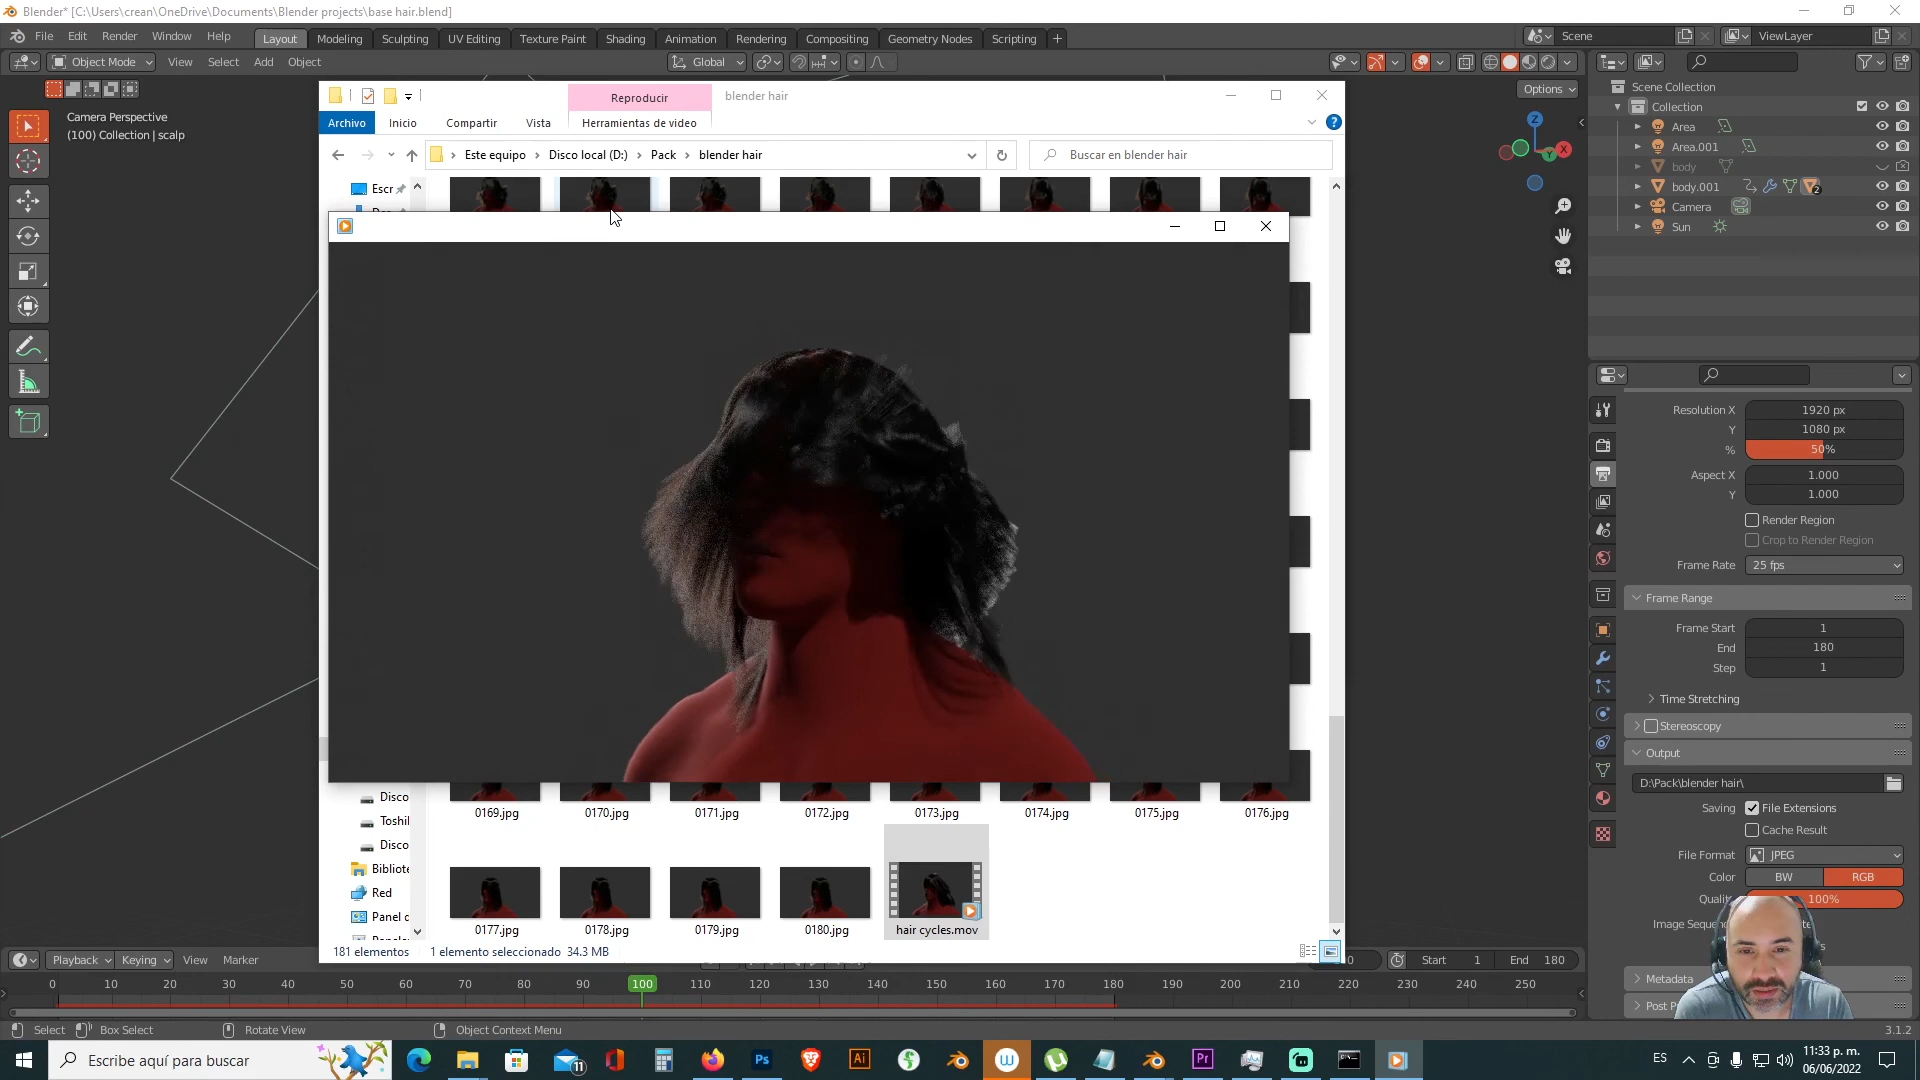 Blender* [C:\Users\crean\OneDrive\Documents\Blender projects\base hair.blend]
File Edit Render Window Help Layout Modeling Sculpting UV Editing Texture Paint Shading Animation Rendering Compositing Geometry Nodes Scripting + Scene ViewLayer
Object Mode View Select Add Object Global
Options
Camera Perspective
(100) Collection | scalp
Reproducir blender hair
Archivo Inicio Compartir Vista Herramientas de video
Este equipo Disco local (D:) Pack blender hair Buscar en blender hair
Escr
Disco
Toshil
Disco
Bibliote
Red
Panel c
0169.jpg 0170.jpg 0171.jpg 0172.jpg 0173.jpg 0174.jpg 0175.jpg 0176.jpg
0177.jpg 0178.jpg 0179.jpg 0180.jpg hair cycles.mov
181 elementos 1 elemento seleccionado 34.3 MB
Z
X
Y
Scene Collection
Collection
Area
Area.001
body
body.001 2
Camera
Sun
Resolution X 1920 px
Y 1080 px
% 50%
Aspect X 1.000
Y 1.000
Render Region
Crop to Render Region
Frame Rate 25 fps
Frame Range
Frame Start 1
End 180
Step 1
Time Stretching
Stereoscopy
Output
D:\Pack\blender hair\
Saving File Extensions
Cache Result
File Format JPEG
Color BW RGB
Quality 100%
Image Sequen
Metadata
Post P
Playback Keying View Marker Start 1 End 180
0 10 20 30 40 50 60 70 80 90 100 110 120 130 140 150 160 170 180 190 200 210 220 230 240 250
Select Box Select Rotate View Object Context Menu 3.1.2
Escribe aquí para buscar 11 ES 11:33 p. m.
06/06/2022